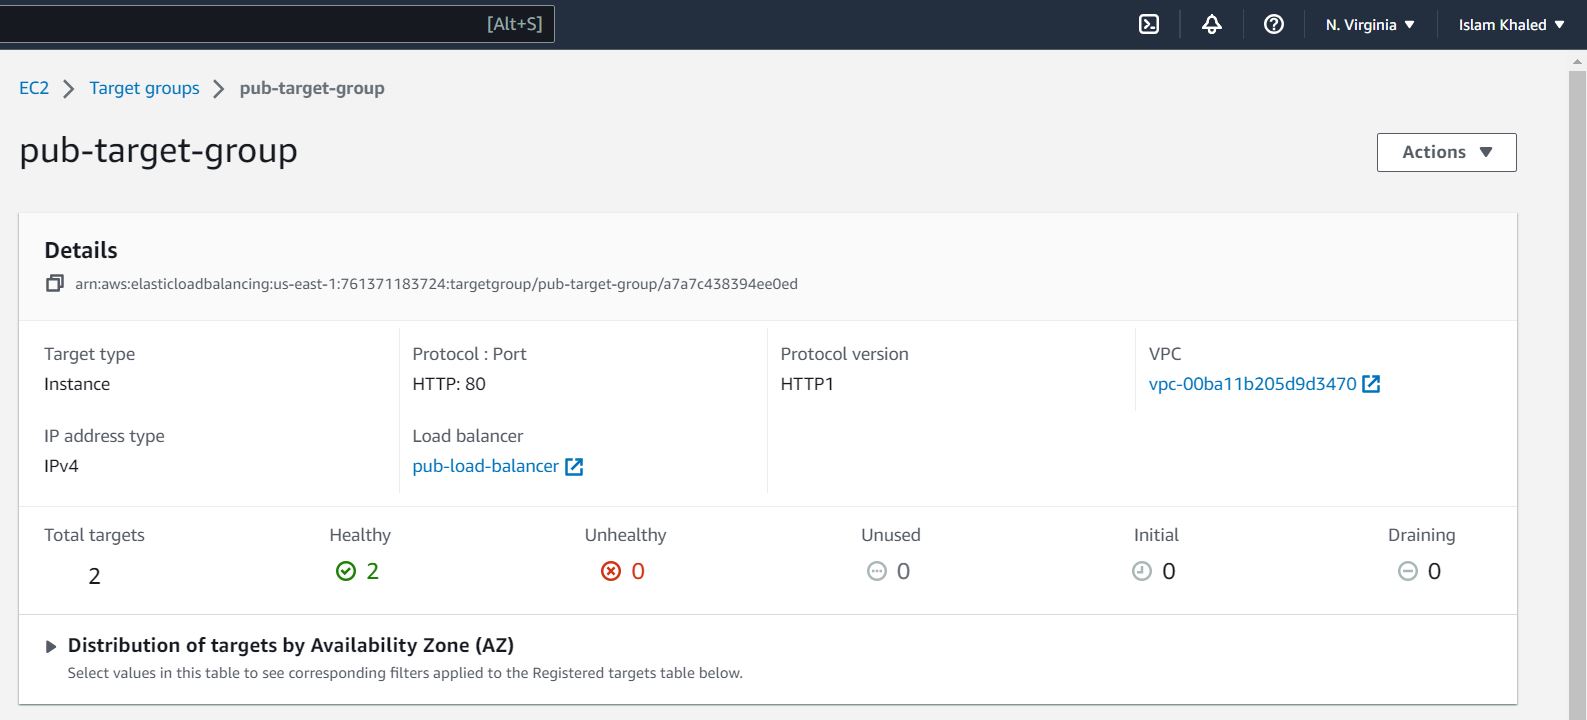 [Alt+S]
N. Virginia
Islam Khaled
EC2
Target groups
pub-target-group
pub-target-group
Actions
Details
arn:aws:elasticloadbalancing:us-east-1:761371183724:targetgroup/pub-target-group/a7a7c438394ee0ed
Target type
Instance
Protocol : Port
HTTP: 80
Protocol version
HTTP1
VPC
vpc-00ba11b205d9d3470
IP address type
IPv4
Load balancer
pub-load-balancer
Total targets
2
Healthy
2
Unhealthy
0
Unused
0
Initial
0
Draining
0
Distribution of targets by Availability Zone (AZ)
Select values in this table to see corresponding filters applied to the Registered targets table below.